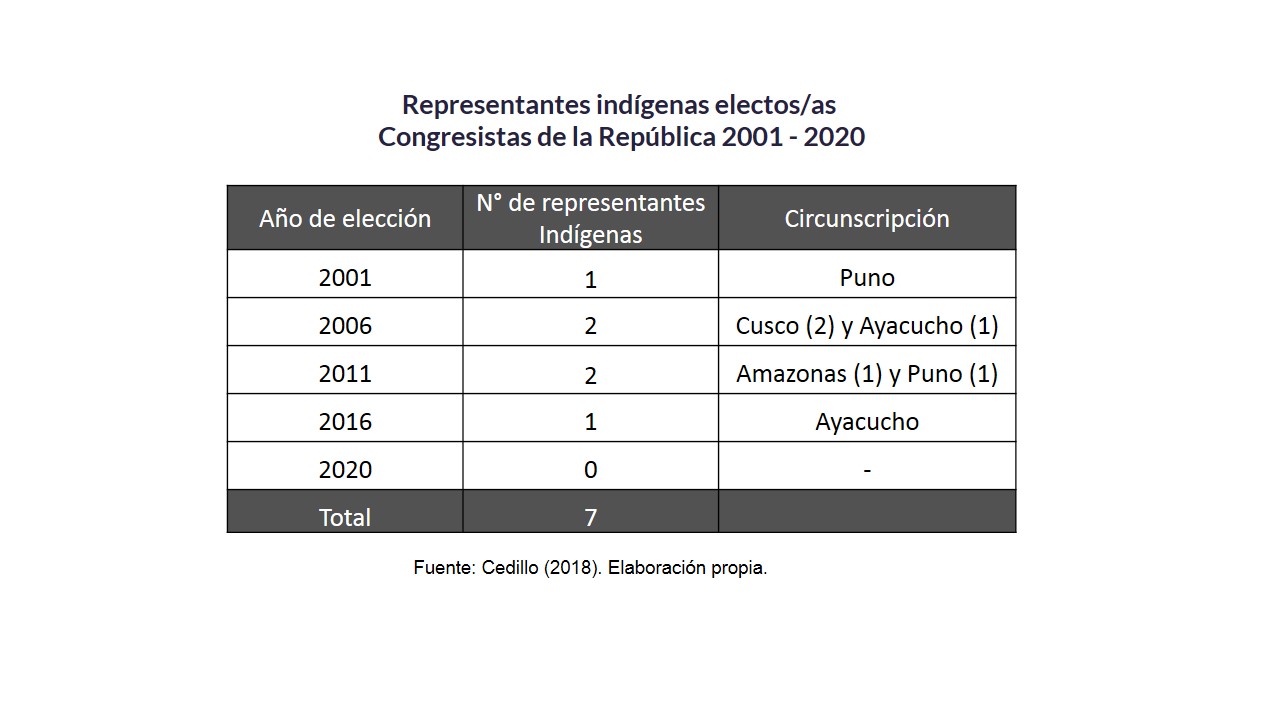 Representantes indígenas electos/as
Congresistas de la República 2001 - 2020
Año de elección N° de representantes Indígenas Circunscripción
2001 1 Puno
2006 2 Cusco (2) y Ayacucho (1)
2011 2 Amazonas (1) y Puno (1)
2016 1 Ayacucho
2020 0 -
Total 7
Fuente: Cedillo (2018). Elaboración propia.